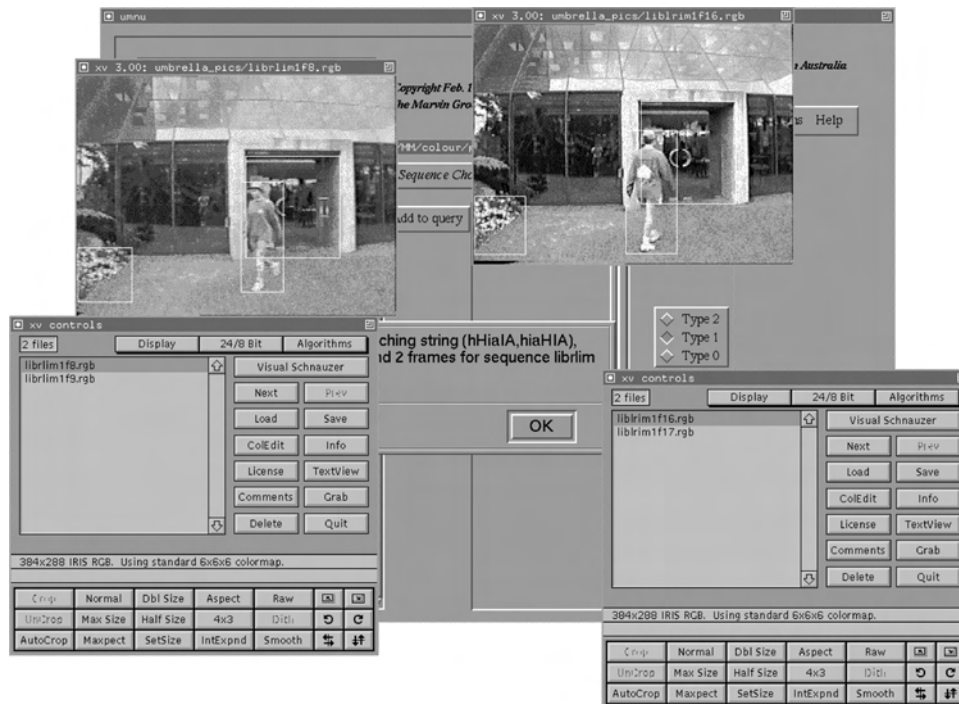 umnu
xv 3.00: umbrella_pics/liblrim1f16.rgb
xv 3.00: umbrella_pics/librlim1f8.rgb
Copyright Feb. 1
Australia
the Marvin Gro
Help
/MM/colour/
Sequence Cho
Add to query
Type 2
Type 1
Type 0
ching string (hHiaIA,hiaHIA),
2 frames for sequence librlim
OK
xv controls
2 files
Display
24/8 Bit
Algorithms
librlim1f8.rgb
librlim1f9.rgb
Visual Schnauzer
Next
Prev
Load
Save
ColEdit
Info
License
TextView
Comments
Grab
Delete
Quit
384x288 IRIS RGB. Using standard 6x6x6 colormap.
Crop
Normal
Dbl Size
Aspect
Raw
UnCrop
Max Size
Half Size
4x3
Dith
AutoCrop
Maxpect
SetSize
IntExpnd
Smooth
xv controls
2 files
Display
24/8 Bit
Algorithms
liblrim1f16.rgb
liblrim1f17.rgb
Visual Schnauzer
Next
Prev
Load
Save
ColEdit
Info
License
TextView
Comments
Grab
Delete
Quit
384x288 IRIS RGB. Using standard 6x6x6 colormap.
Crop
Normal
Dbl Size
Aspect
Raw
UnCrop
Max Size
Half Size
4x3
Dith
AutoCrop
Maxpect
SetSize
IntExpnd
Smooth